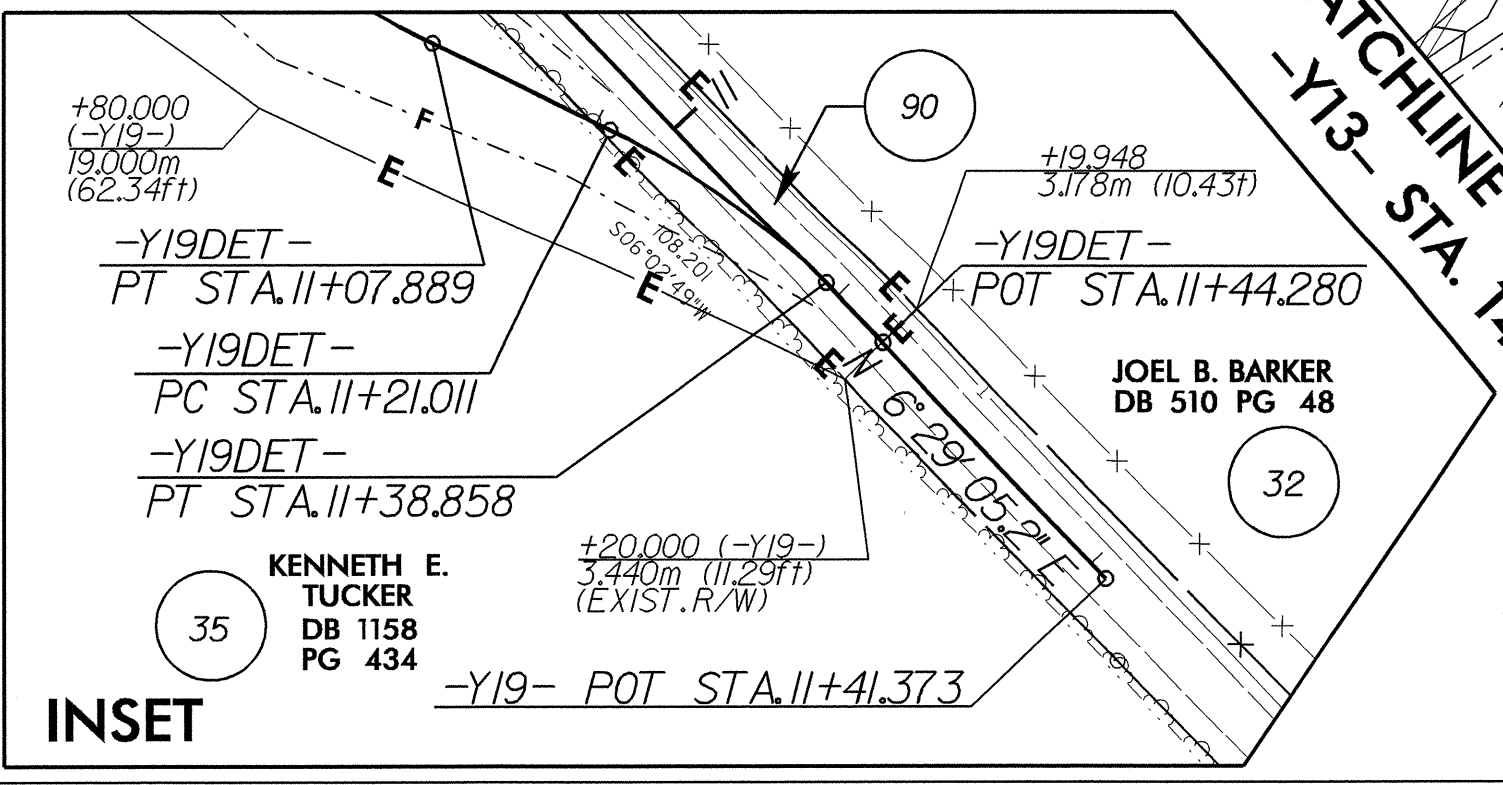 +80.000
(-Y19-)
19.000m
(62.34ft)
F
E
E
E
-Y19DET-
PT STA.11+07.889
-Y19DET-
PC STA.11+21.011
-Y19DET-
PT STA.11+38.858
108.201
S06°02'49"W
E
E
E
E
90
+19.948
3.178m (10.43ft)
-Y19DET-
POT STA.11+44.280
N 6° 29' 05.2" E
JOEL B. BARKER
DB 510 PG 48
32
+20.000 (-Y19-)
3.440m (11.29ft)
(EXIST.R/W)
KENNETH E.
TUCKER
DB 1158
PG 434
35
-Y19- POT STA.11+41.373
INSET
ATCHLINE
-Y13- STA.